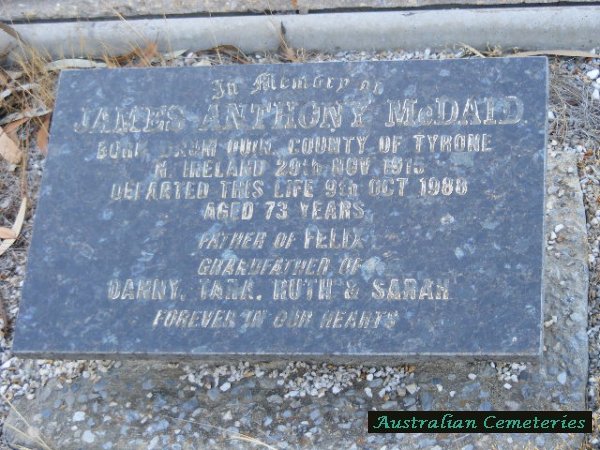 In Memory of
JAMES ANTHONY McDAID
BORN DRUM QUIN, COUNTY OF TYRONE
N. IRELAND 29th NOV 1915
DEPARTED THIS LIFE 9th OCT 1988
AGED 73 YEARS
FATHER OF FELIX
GRANDFATHER OF
DANNY, TARA, RUTH & SARAH
FOREVER IN OUR HEARTS
Australian Cemeteries